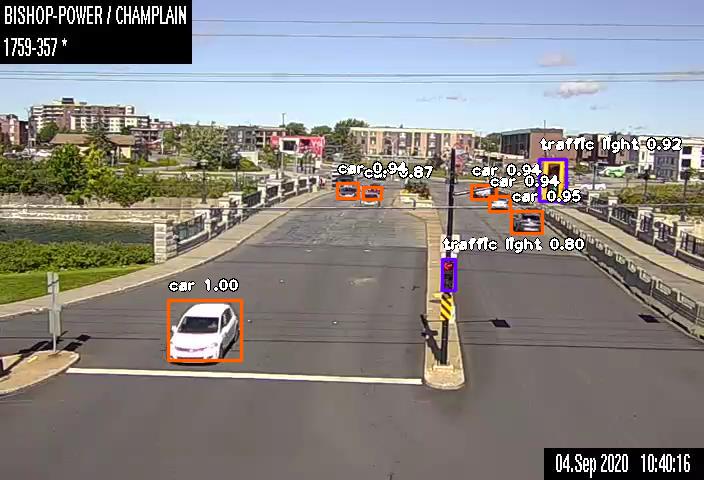 BISHOP-POWER / CHAMPLAIN
1759-357 *
traffic light 0.92
car 0.94
0.87
car 0.94
car 0.94
car 0.95
traffic light 0.80
car 1.00
04.Sep 2020 10:40:16